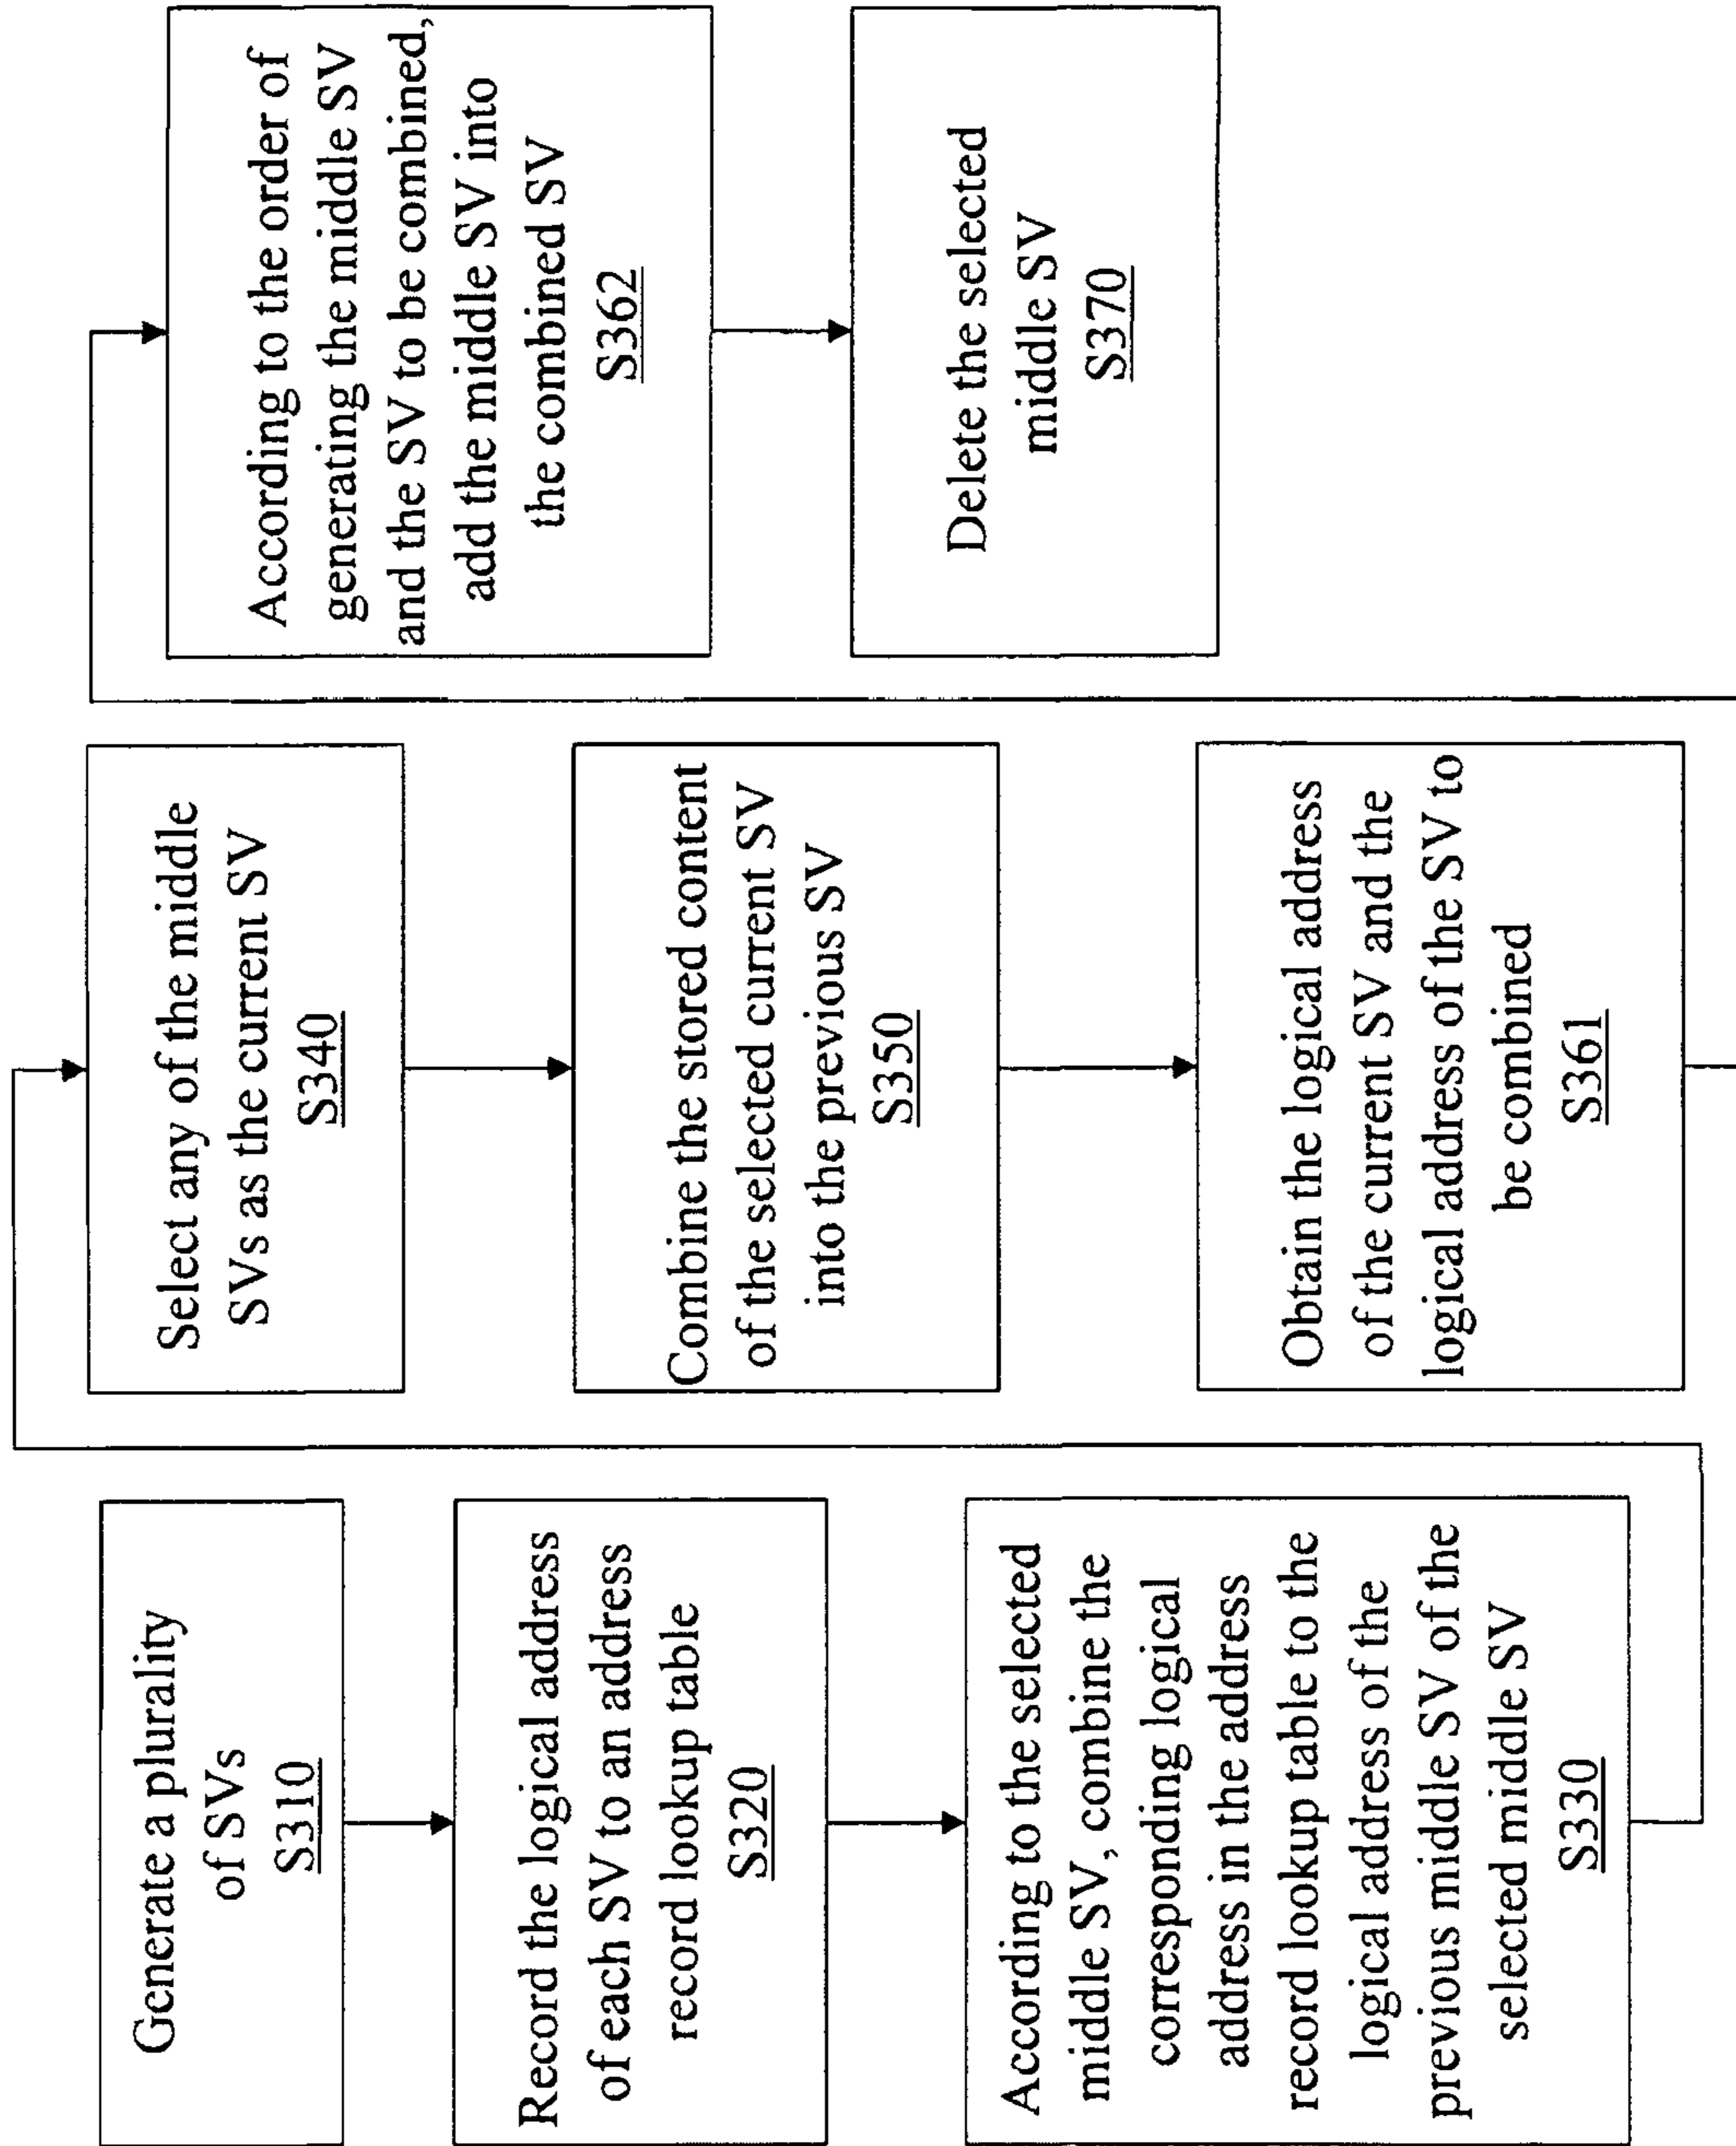 Generate a plurality
of SVs
S310
Record the logical address
of each SV to an address
record lookup table
S320
According to the selected
middle SV, combine the
corresponding logical
address in the address
record lookup table to the
logical address of the
previous middle SV of the
selected middle SV
S330
Select any of the middle
SVs as the current SV
S340
Combine the stored content
of the selected current SV
into the previous SV
S350
Obtain the logical address
of the current SV and the
logical address of the SV to
be combined
S361
According to the order of
generating the middle SV
and the SV to be combined,
add the middle SV into
the combined SV
S362
Delete the selected
middle SV
S370